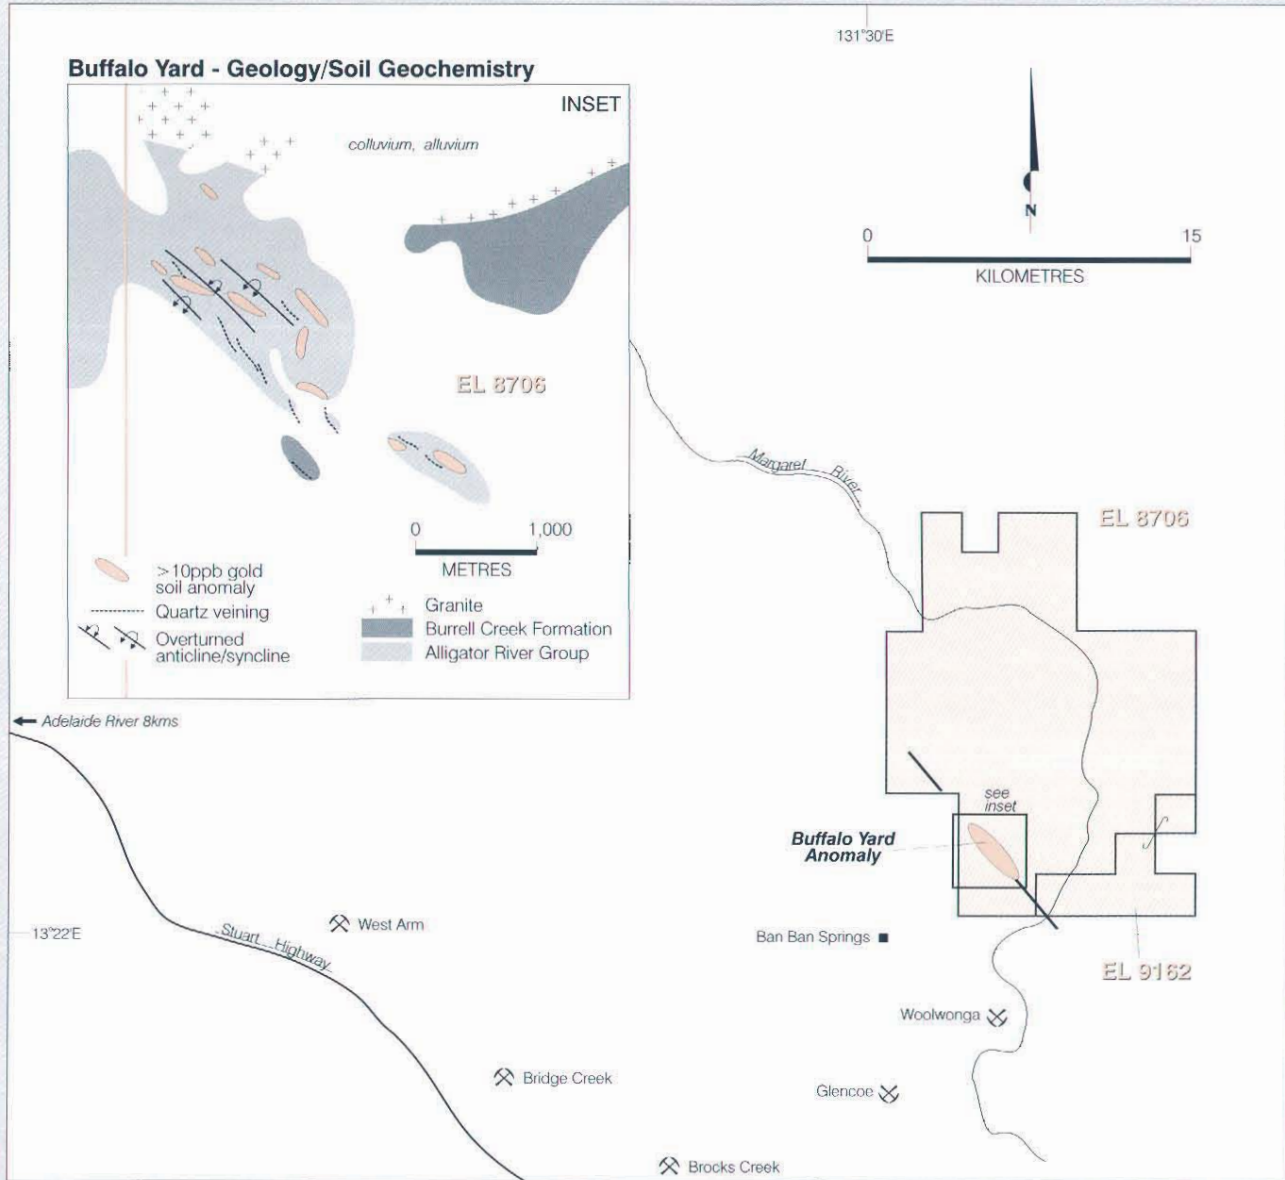 131°30'E
Buffalo Yard - Geology/Soil Geochemistry
INSET
colluvium, alluvium
N
0 15
KILOMETRES
EL 8706
Margaret River
0 1,000
METRES
>10ppb gold
soil anomaly
Quartz veining
Overturned
anticline/syncline
Granite
Burrell Creek Formation
Alligator River Group
EL 8706
Adelaide River 8kms
see
inset
Buffalo Yard
Anomaly
13°22'E
West Arm
Stuart Highway
Ban Ban Springs
EL 9162
Woolwonga
Bridge Creek
Glencoe
Brocks Creek